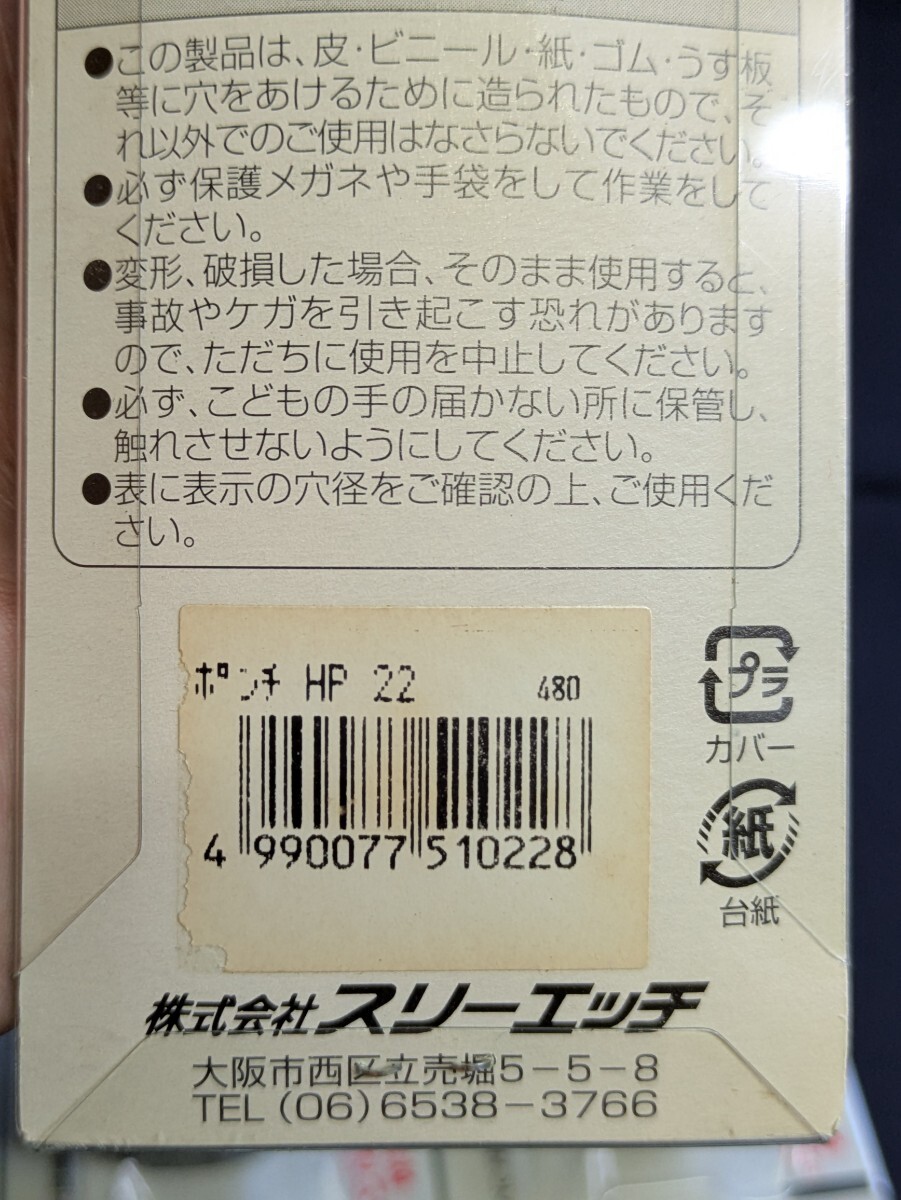 ●この製品は、皮・ビニール・紙・ゴム・うす板
等に穴をあけるために造られたもので、そ
れ以外でのご使用はなさらないでください。
●必ず保護メガネや手袋をして作業をして
ください。
●変形、破損した場合、そのまま使用すると、
事故やケガを引き起こす恐れがあります
ので、ただちに使用を中止してください。
●必ず、こどもの手の届かない所に保管し、
触れさせないようにしてください。
●表に表示の穴径をご確認の上、ご使用くだ
さい。
ポンチ HP 22 480
4 990077 510228
プラ
カバー
紙
台紙
株式会社スリーエッチ
大阪市西区立売堀5-5-8
TEL(06)6538-3766